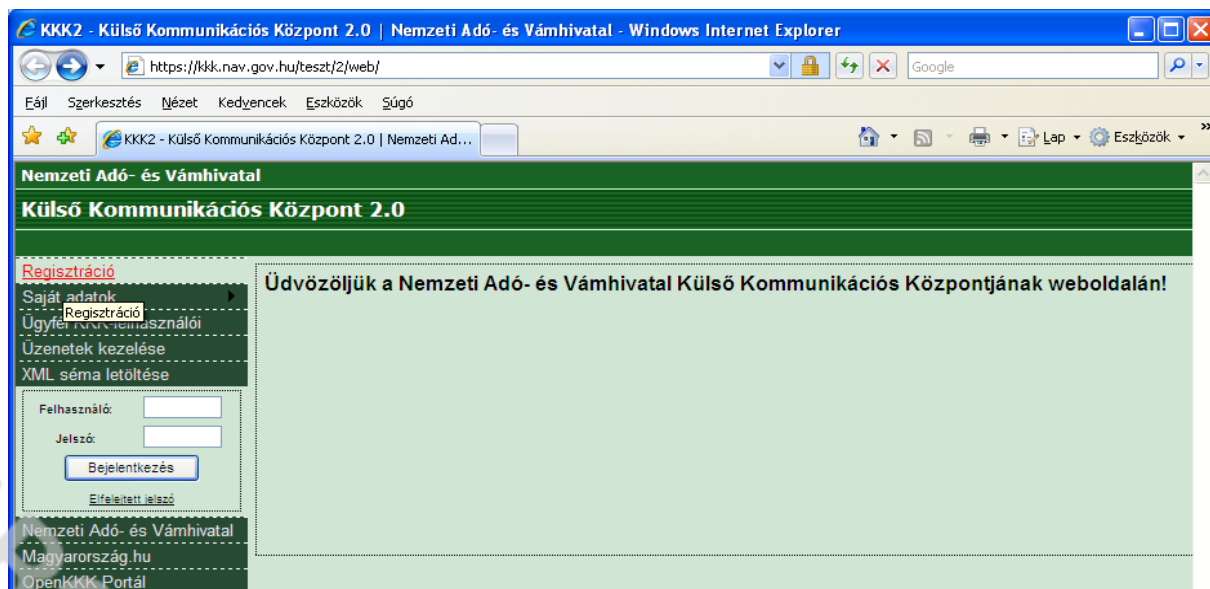 KKK2 - Külső Kommunikációs Központ 2.0 | Nemzeti Adó- és Vámhivatal - Windows Internet Explorer
https://kkk.nav.gov.hu/teszt/2/web/
Google
Fájl Szerkesztés Nézet Kedvencek Eszközök Súgó
KKK2 - Külső Kommunikációs Központ 2.0 | Nemzeti Ad...
Lap Eszközök »
Nemzeti Adó- és Vámhivatal
Külső Kommunikációs Központ 2.0
Regisztráció
Saját adatok
Regisztráció
Ügyfél KKK-felhasználói
Üzenetek kezelése
XML séma letöltése
Felhasználó:
Jelszó:
Bejelentkezés
Elfelejtett jelszó
Nemzeti Adó- és Vámhivatal
Magyarország.hu
OpenKKK Portál
Üdvözöljük a Nemzeti Adó- és Vámhivatal Külső Kommunikációs Központjának weboldalán!